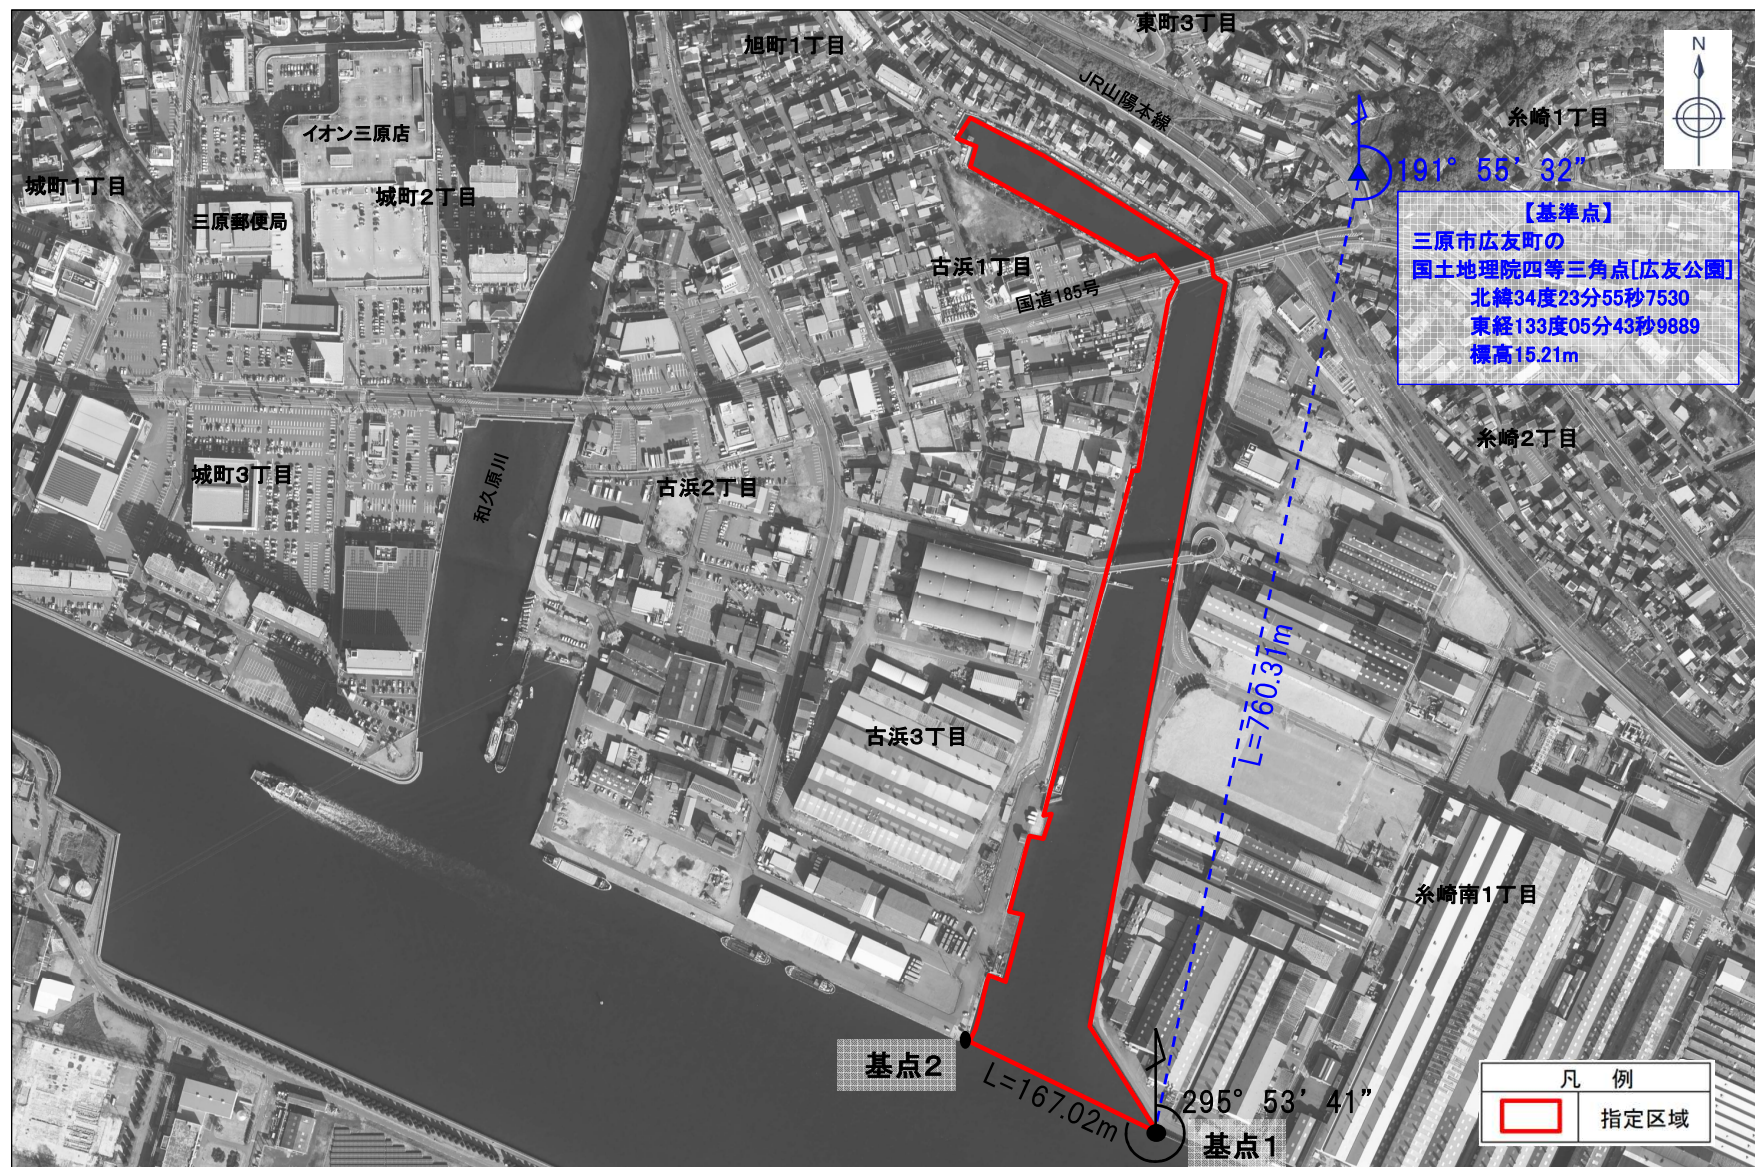 東町3丁目
旭町1丁目
N
JR山陽本線
糸崎1丁目
イオン三原店
191° 55’ 32”
城町1丁目
城町2丁目
三原郵便局
【基準点】
三原市広友町の
国土地理院四等三角点[広友公園]
北緯34度23分55秒7530
東経133度05分43秒9889
標高15.21m
古浜1丁目
国道185号
糸崎2丁目
城町3丁目
和久原川
古浜2丁目
L=760.31m
古浜3丁目
糸崎南1丁目
基点2
L=167.02m
295° 53’ 41”
基点1
凡 例
指定区域